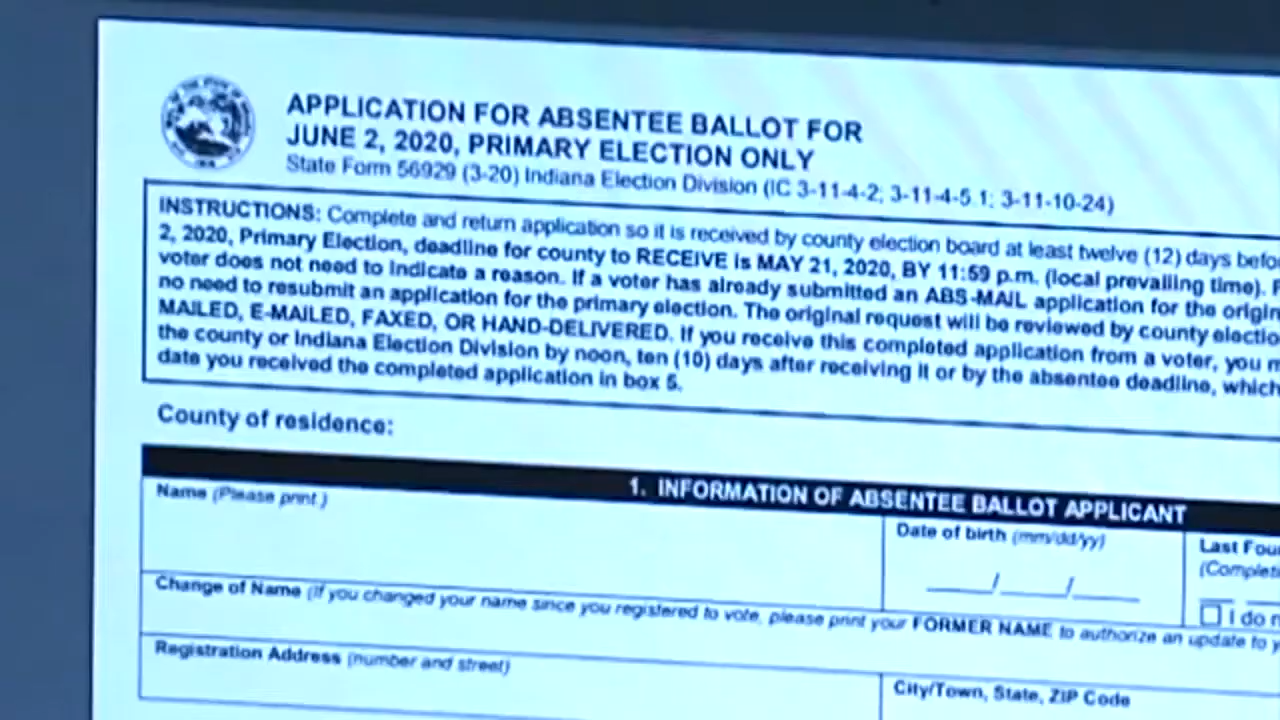 APPLICATION FOR ABSENTEE BALLOT FOR
JUNE 2, 2020, PRIMARY ELECTION ONLY
State Form 56929 (3-20) Indiana Election Division (IC 3-11-4-2; 3-11-4-5.1; 3-11-10-24)
INSTRUCTIONS: Complete and return application so it is received by county election board at least twelve (12) days befo
2, 2020, Primary Election, deadline for county to RECEIVE is MAY 21, 2020, BY 11:59 p.m. (local prevailing time).
voter does not need to indicate a reason. If a voter has already submitted an ABS-MAIL application for the origin
no need to resubmit an application for the primary election. The original request will be reviewed by county electio
MAILED, E-MAILED, FAXED, OR HAND-DELIVERED. If you receive this completed application from a voter, you m
the county or Indiana Election Division by noon, ten (10) days after receiving it or by the absentee deadline, which
date you received the completed application in box 5.
County of residence:
1. INFORMATION OF ABSENTEE BALLOT APPLICANT
Name (Please print.)
Date of birth (mm/dd/yy)
Last Fou
(Complet
I do n
Change of Name (If you changed your name since you registered to vote, please print your FORMER NAME to authorize an update to y
Registration Address (number and street)
City/Town, State, ZIP Code